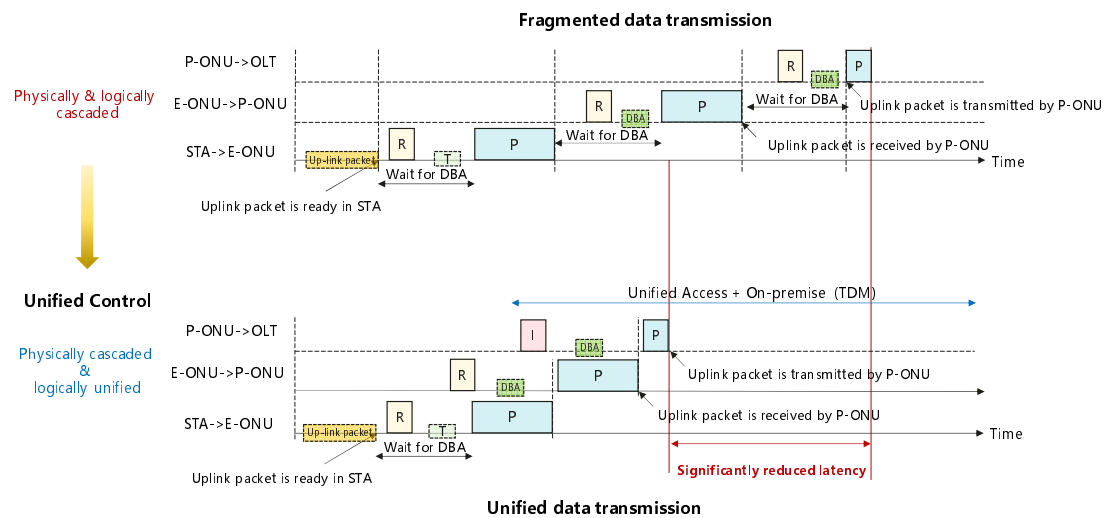 Fragmented data transmission
P-ONU->OLT
R
DBA
P
Physically & logically
cascaded
E-ONU->P-ONU
R
DBA
P
Wait for DBA
Uplink packet is transmitted by P-ONU
Wait for DBA
Uplink packet is received by P-ONU
STA->E-ONU
Up-link packet
R
T
P
Time
Wait for DBA
Uplink packet is ready in STA
Unified Control
Unified Access + On-premise (TDM)
P-ONU->OLT
I
DBA
P
Physically cascaded
&
logically unified
E-ONU->P-ONU
R
DBA
P
Uplink packet is transmitted by P-ONU
Uplink packet is received by P-ONU
STA->E-ONU
Up-link packet
R
T
P
Time
Wait for DBA
Uplink packet is ready in STA
Significantly reduced latency
Unified data transmission